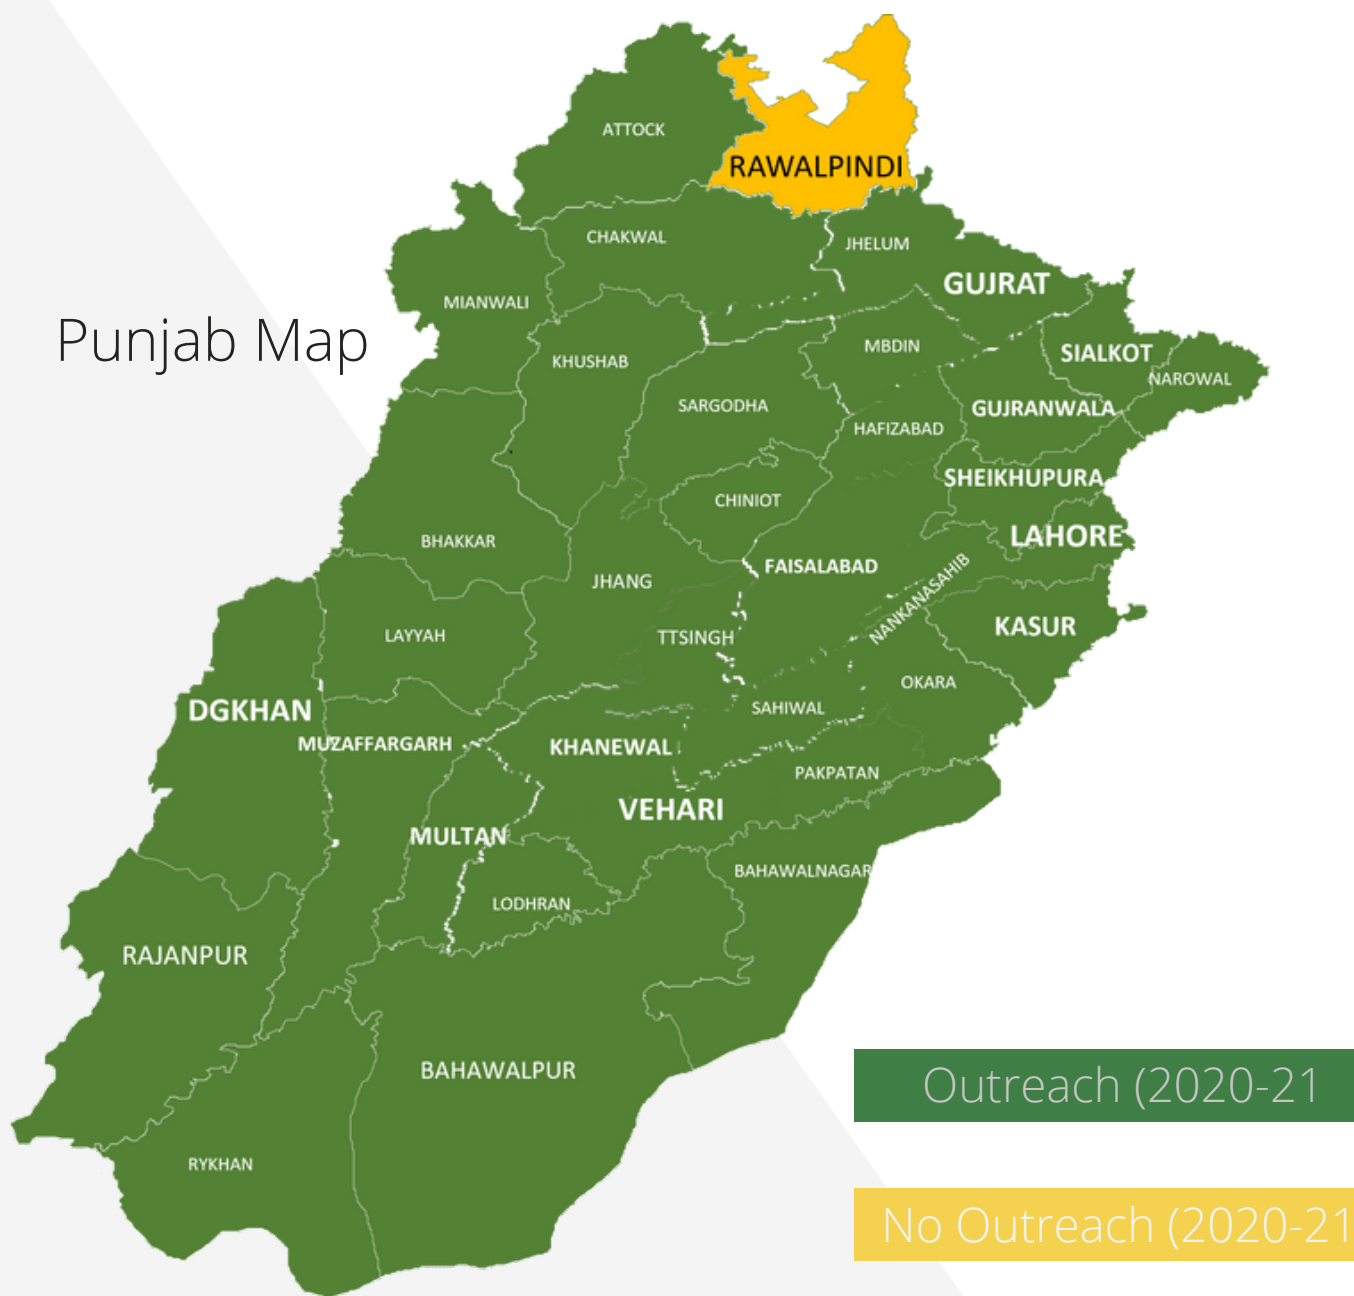 ATTOCK
RAWALPINDI
CHAKWAL
JHELUM
GUJRAT
MIANWALI
Punjab Map
KHUSHAB
MBDIN
SIALKOT
NAROWAL
SARGODHA
GUJRANWALA
HAFIZABAD
SHEIKHUPURA
CHINIOT
LAHORE
BHAKKAR
FAISALABAD
JHANG
NANKANASAHIB
LAYYAH
TTSINGH
KASUR
OKARA
DGKHAN
SAHIWAL
MUZAFFARGARH
KHANEWAL
PAKPATAN
VEHARI
MULTAN
BAHAWALNAGAR
LODHRAN
RAJANPUR
BAHAWALPUR
Outreach (2020-21
RYKHAN
No Outreach (2020-21